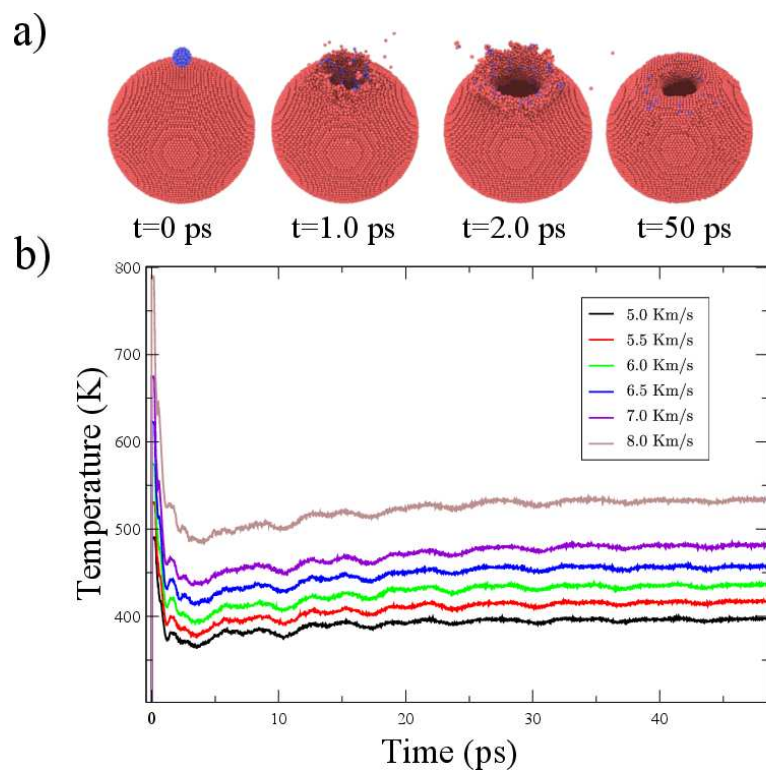 a)
t=0 ps t=1.0 ps t=2.0 ps t=50 ps
b)
800
700
600
500
400
Temperature (K)
5.0 Km/s
5.5 Km/s
6.0 Km/s
6.5 Km/s
7.0 Km/s
8.0 Km/s
0 10 20 30 40
Time (ps)